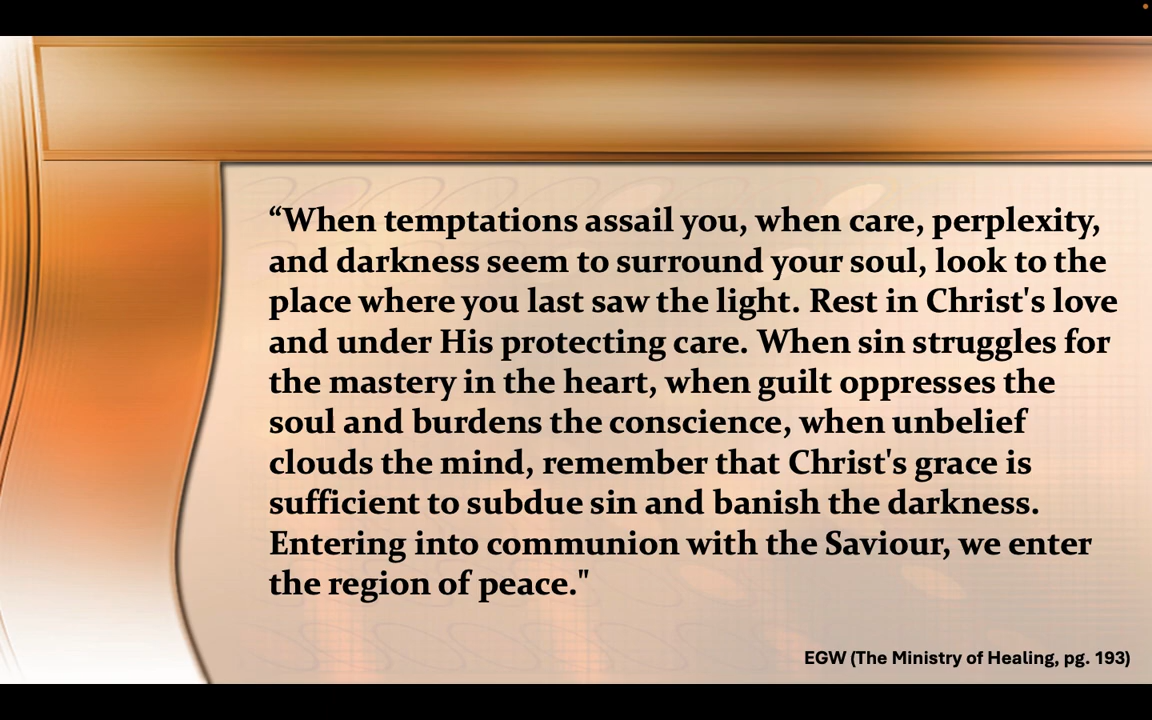 “When temptations assail you, when care, perplexity,
and darkness seem to surround your soul, look to the
place where you last saw the light. Rest in Christ's love
and under His protecting care. When sin struggles for
the mastery in the heart, when guilt oppresses the
soul and burdens the conscience, when unbelief
clouds the mind, remember that Christ's grace is
sufficient to subdue sin and banish the darkness.
Entering into communion with the Saviour, we enter
the region of peace."
EGW (The Ministry of Healing, pg. 193)